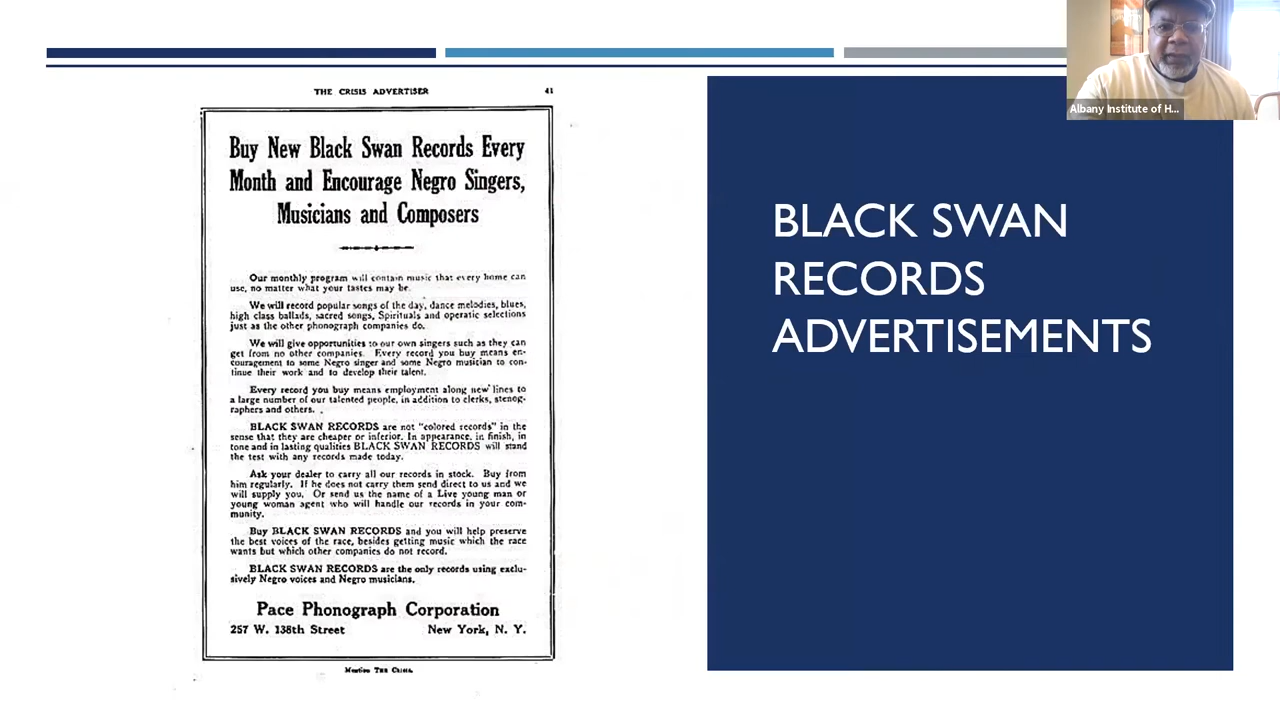 THE CRISIS ADVERTISER 41
Buy New Black Swan Records Every
Month and Encourage Negro Singers,
Musicians and Composers
Our monthly program will contain music that every home can
use, no matter what your tastes may be.
We will record popular songs of the day, dance melodies, blues,
high class ballads, sacred songs, Spirituals and operatic selections
just as the other phonograph companies do.
We will give opportunities to our own singers such as they can
get from no other companies. Every record you buy means en-
couragement to some Negro singer and some Negro musician to con-
tinue their work and to develop their talent.
Every record you buy means employment along new lines to
a large number of our talented people, in addition to clerks, stenog-
raphers and others.
BLACK SWAN RECORDS are not "colored records" in the
sense that they are cheaper or inferior. In appearance, in finish, in
tone and in lasting qualities BLACK SWAN RECORDS will stand
the test with any records made today.
Ask your dealer to carry all our records in stock. Buy from
him regularly. If he does not carry them send direct to us and we
will supply you. Or send us the name of a Live young man or
young woman agent who will handle our records in your com-
munity.
Buy BLACK SWAN RECORDS and you will help preserve
the best voices of the race, besides getting music which the race
wants but which other companies do not record.
BLACK SWAN RECORDS are the only records using exclu-
sively Negro voices and Negro musicians.
Pace Phonograph Corporation
257 W. 138th Street New York, N. Y.
Mention THE CRISIS.
BLACK SWAN
RECORDS
ADVERTISEMENTS
Albany Institute of H...